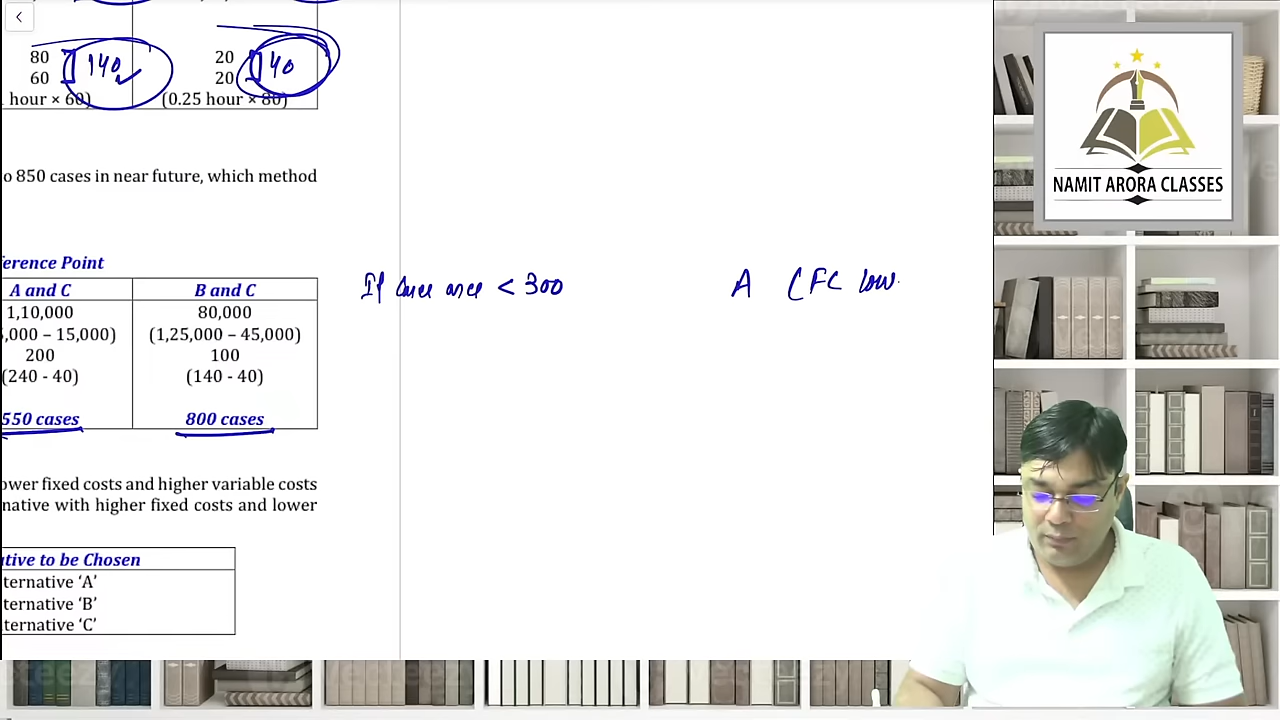 80
60
140
hour × 60)
20
20
40
(0.25 hour × 80)
o 850 cases in near future, which method
erence Point
A and C
B and C
1,10,000
80,000
,000 – 15,000)
(1,25,000 – 45,000)
200
100
(240 - 40)
(140 - 40)
550 cases
800 cases
ower fixed costs and higher variable costs
native with higher fixed costs and lower
tive to be Chosen
ternative ‘A’
ternative ‘B’
ternative ‘C’
If < 300
A (FC low.
NAMIT ARORA CLASSES